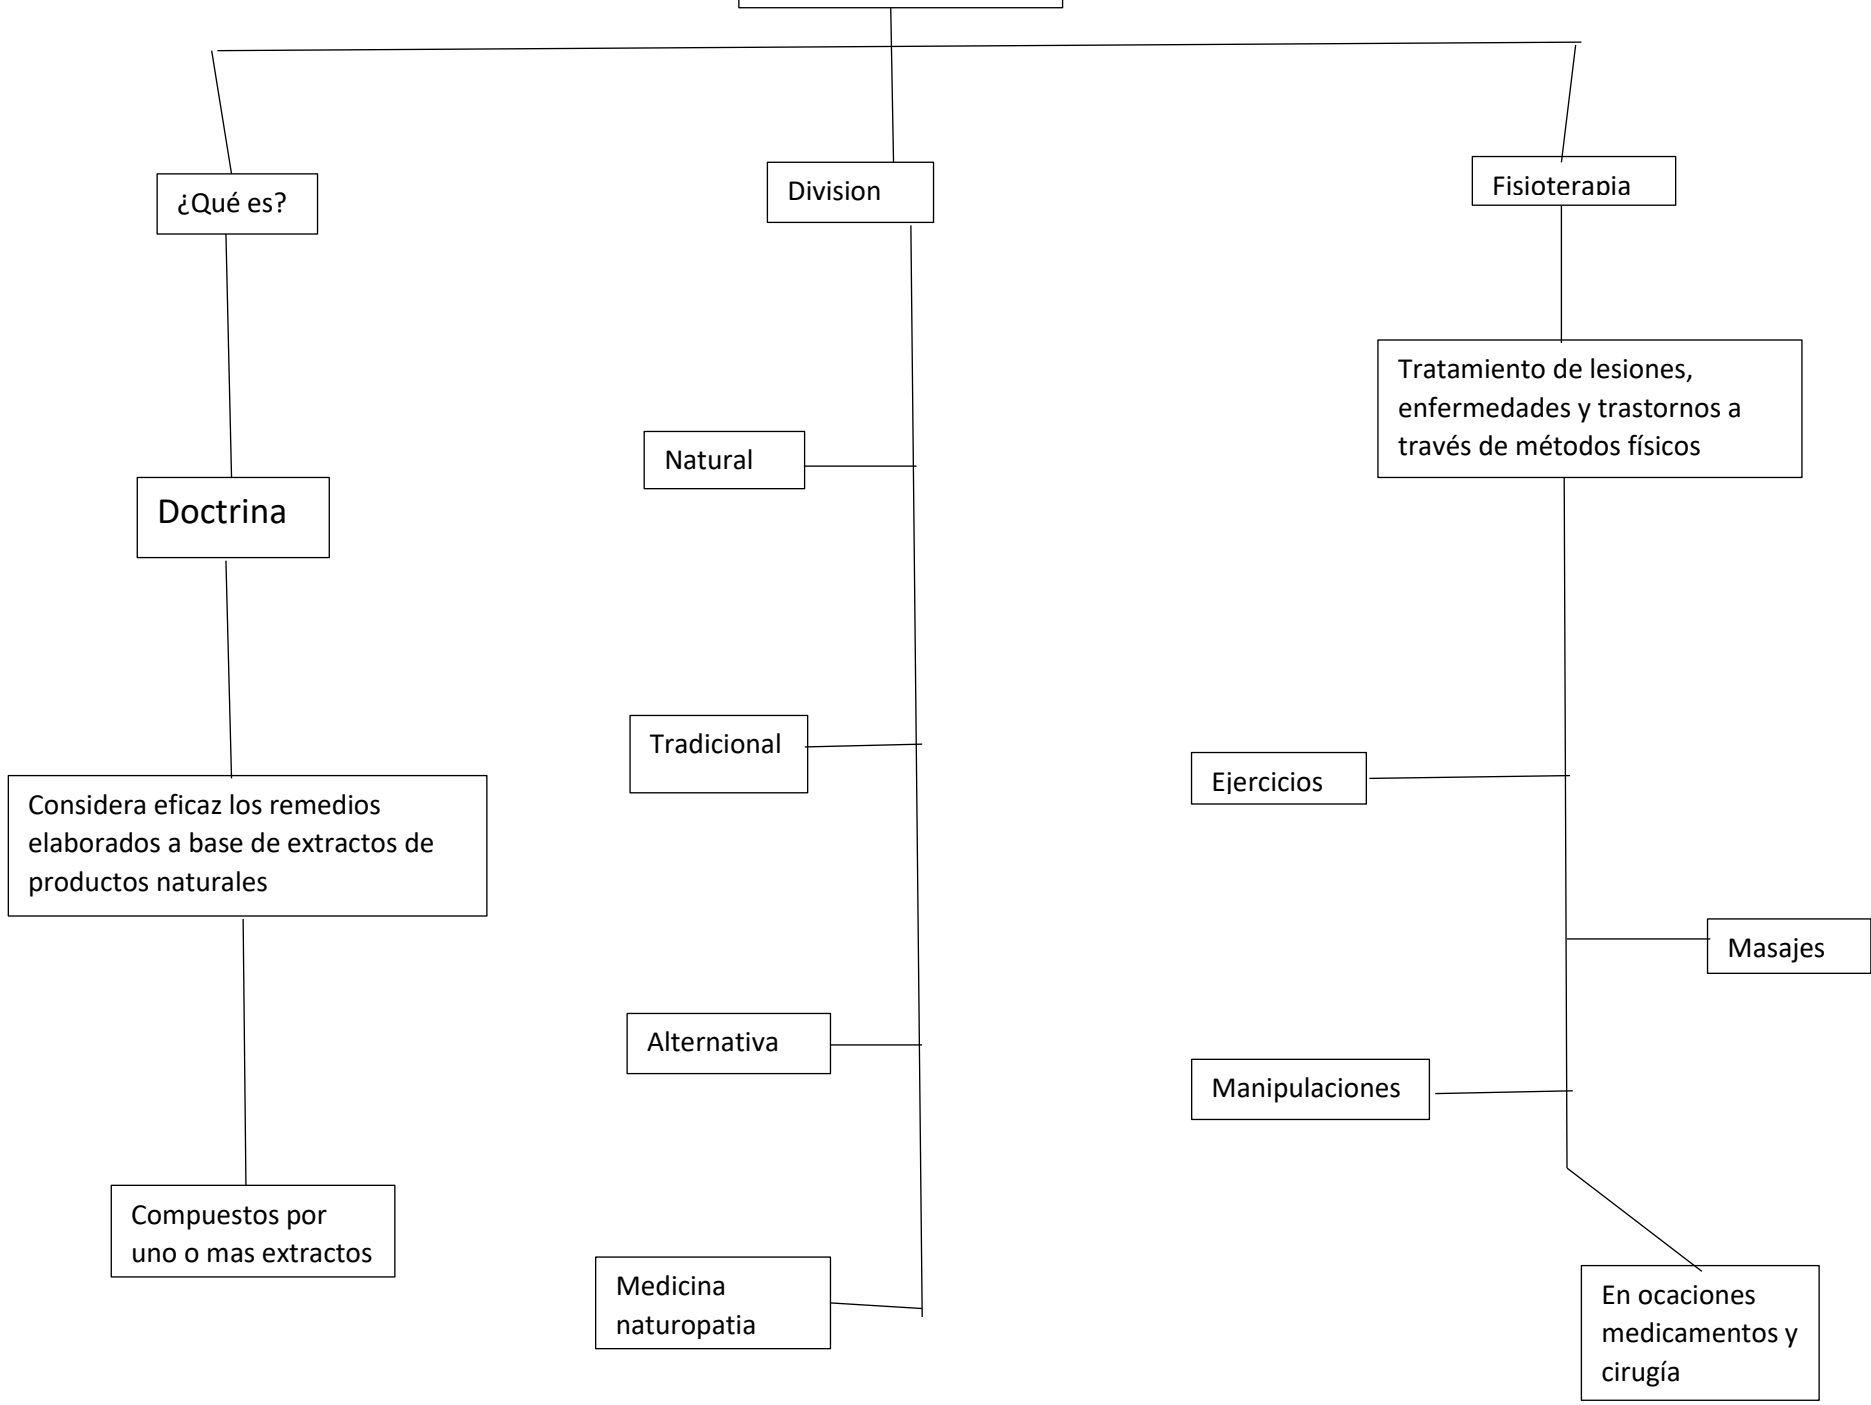 ¿Qué es?
Division
Fisioterapia
Tratamiento de lesiones,
enfermedades y trastornos a
través de métodos físicos
Natural
Doctrina
Tradicional
Ejercicios
Considera eficaz los remedios
elaborados a base de extractos de
productos naturales
Masajes
Alternativa
Manipulaciones
Compuestos por
uno o mas extractos
Medicina
naturopatia
En ocaciones
medicamentos y
cirugía